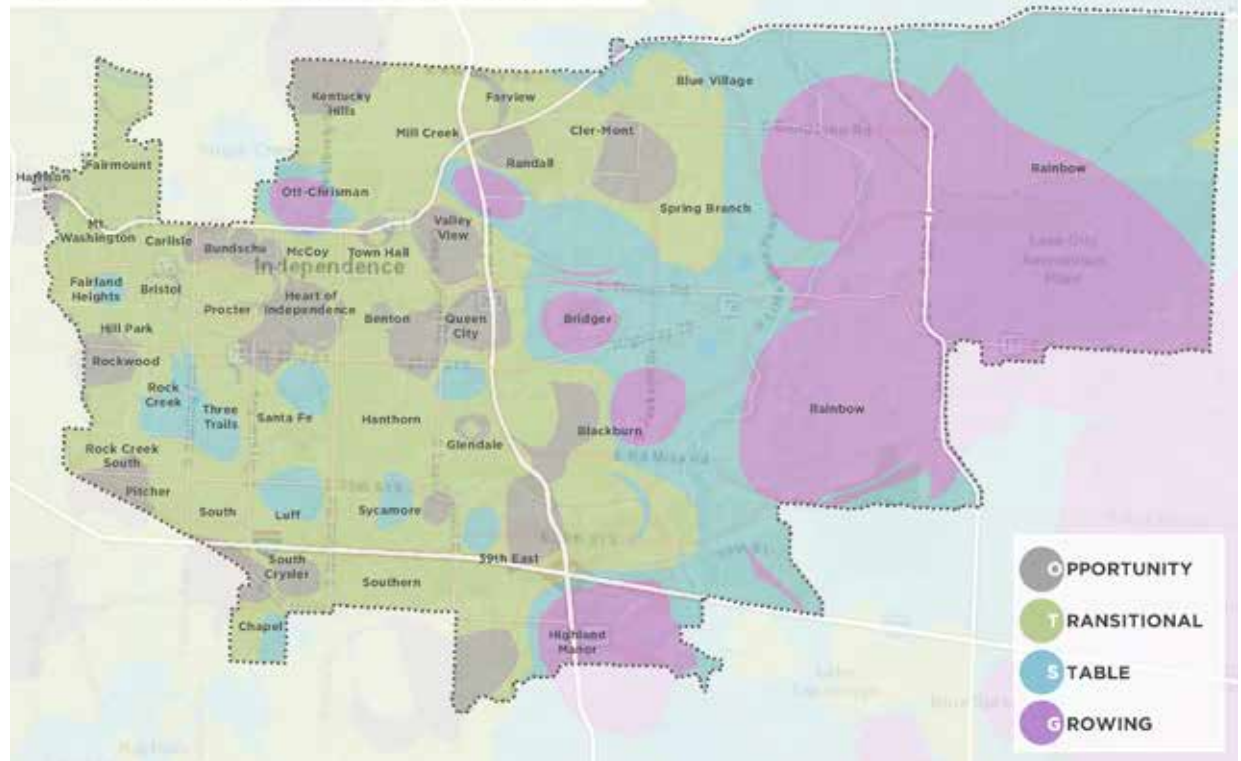 Blue Village
Kentucky
Hills
Farview
Mill Creek
Cler-Mont
Randall
Fairmount
Rainbow
Harrison
Ott-Chrisman
Spring Branch
Mt.
Washington
Carlisle
Bundschu
McCoy
Town Hall
Valley
View
Independence
Fairland
Heights
Bristol
Procter
Heart of
Independence
Benton
Queen
City
Bridger
Hill Park
Rockwood
Rock
Creek
Three
Trails
Santa Fe
Hanthorn
Glendale
Blackburn
Rainbow
Rock Creek
South
Pitcher
South
Luff
Sycamore
39th East
South
Crysler
Southern
Chapel
Highland
Manor
OPPORTUNITY
TRANSITIONAL
STABLE
GROWING